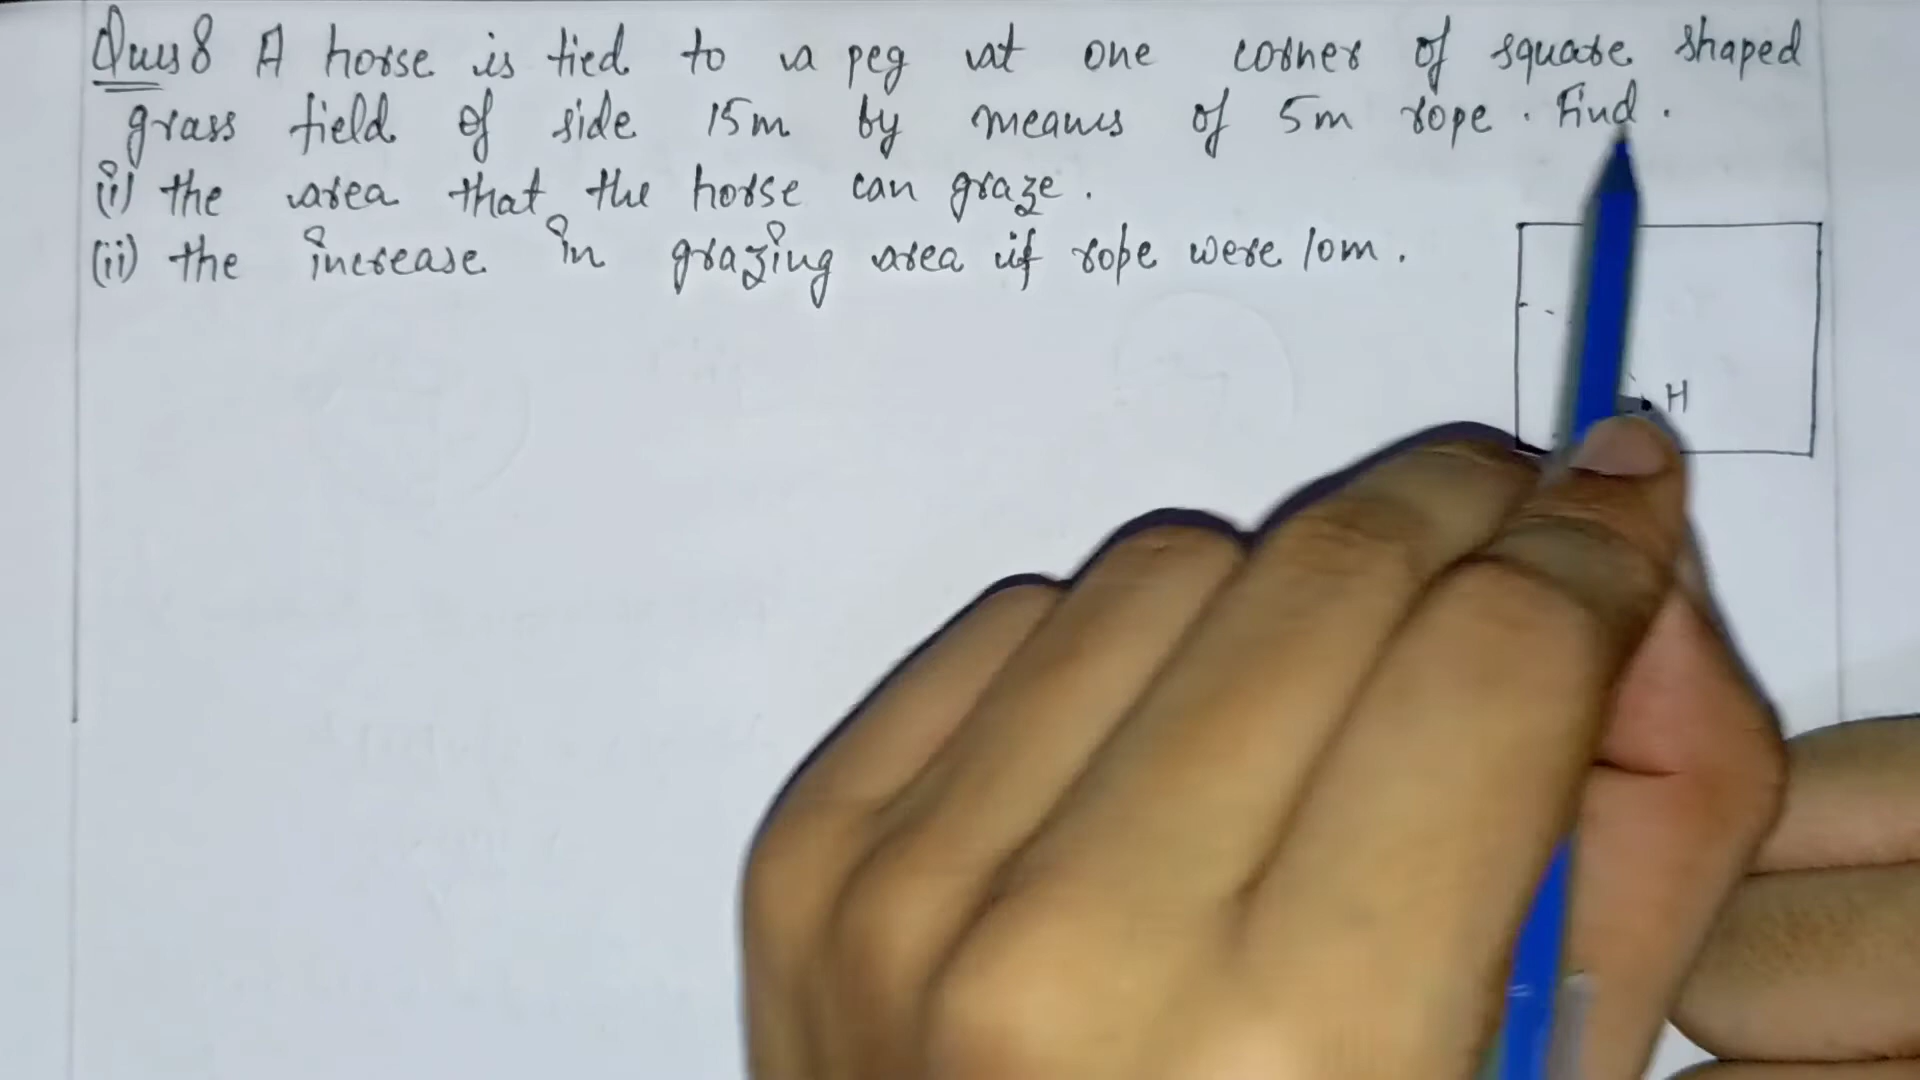 Ques 8 A horse is tied to a peg at one corner of square shaped
grass field of side 15m by means of 5m rope. Find.
(i) the area that the horse can graze.
(ii) the increase in grazing area if rope were 10m.
H